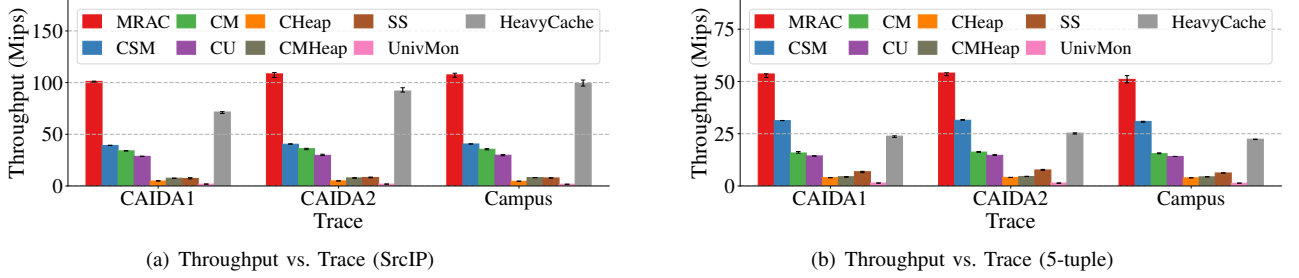 Throughput (Mips)
150
100
50
0
MRAC CM CHeap SS HeavyCache
CSM CU CMHeap UnivMon
CAIDA1 CAIDA2 Campus
Trace
(a) Throughput vs. Trace (SrcIP)
Throughput (Mips)
75
50
25
0
MRAC CM CHeap SS HeavyCache
CSM CU CMHeap UnivMon
CAIDA1 CAIDA2 Campus
Trace
(b) Throughput vs. Trace (5-tuple)